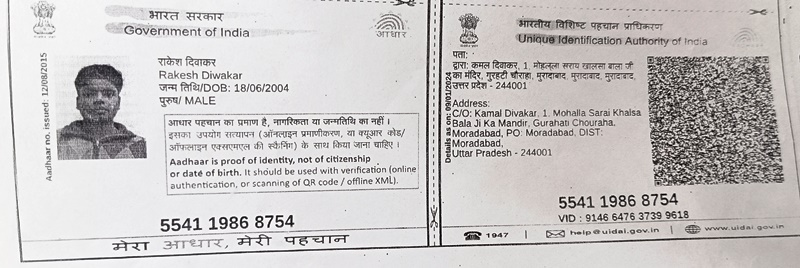 भारत सरकार
Government of India
आधार
Aadhaar no. issued: 12/08/2015
राकेश दिवाकर
Rakesh Diwakar
जन्म तिथि/DOB: 18/06/2004
पुरुष/ MALE
आधार पहचान का प्रमाण है, नागरिकता या जन्मतिथि का नहीं ।
इसका उपयोग सत्यापन (ऑनलाइन प्रमाणीकरण, या क्यूआर कोड/
ऑफलाइन एक्सएमएल की स्कैनिंग) के साथ किया जाना चाहिए ।
Aadhaar is proof of identity, not of citizenship
or date of birth. It should be used with verification (online
authentication, or scanning of QR code / offline XML).
5541 1986 8754
मेरा आधार, मेरी पहचान
भारतीय विशिष्ट पहचान प्राधिकरण
Unique Identification Authority of India
Details as on: 09/01/2024
पता:
द्वारा: कमल दिवाकर, 1, मोहल्ला सराय खालसा बाला जी
का मंदिर, गुरहटी चौराहा, मुरादाबाद, मुरादाबाद, मुरादाबाद,
उत्तर प्रदेश - 244001
Address:
C/O: Kamal Divakar, 1, Mohalla Sarai Khalsa
Bala Ji Ka Mandir, Gurahati Chouraha,
Moradabad, PO: Moradabad, DIST:
Moradabad,
Uttar Pradesh - 244001
5541 1986 8754
VID : 9146 6476 3739 9618
1947 | help@uidai.gov.in | www.uidai.gov.in